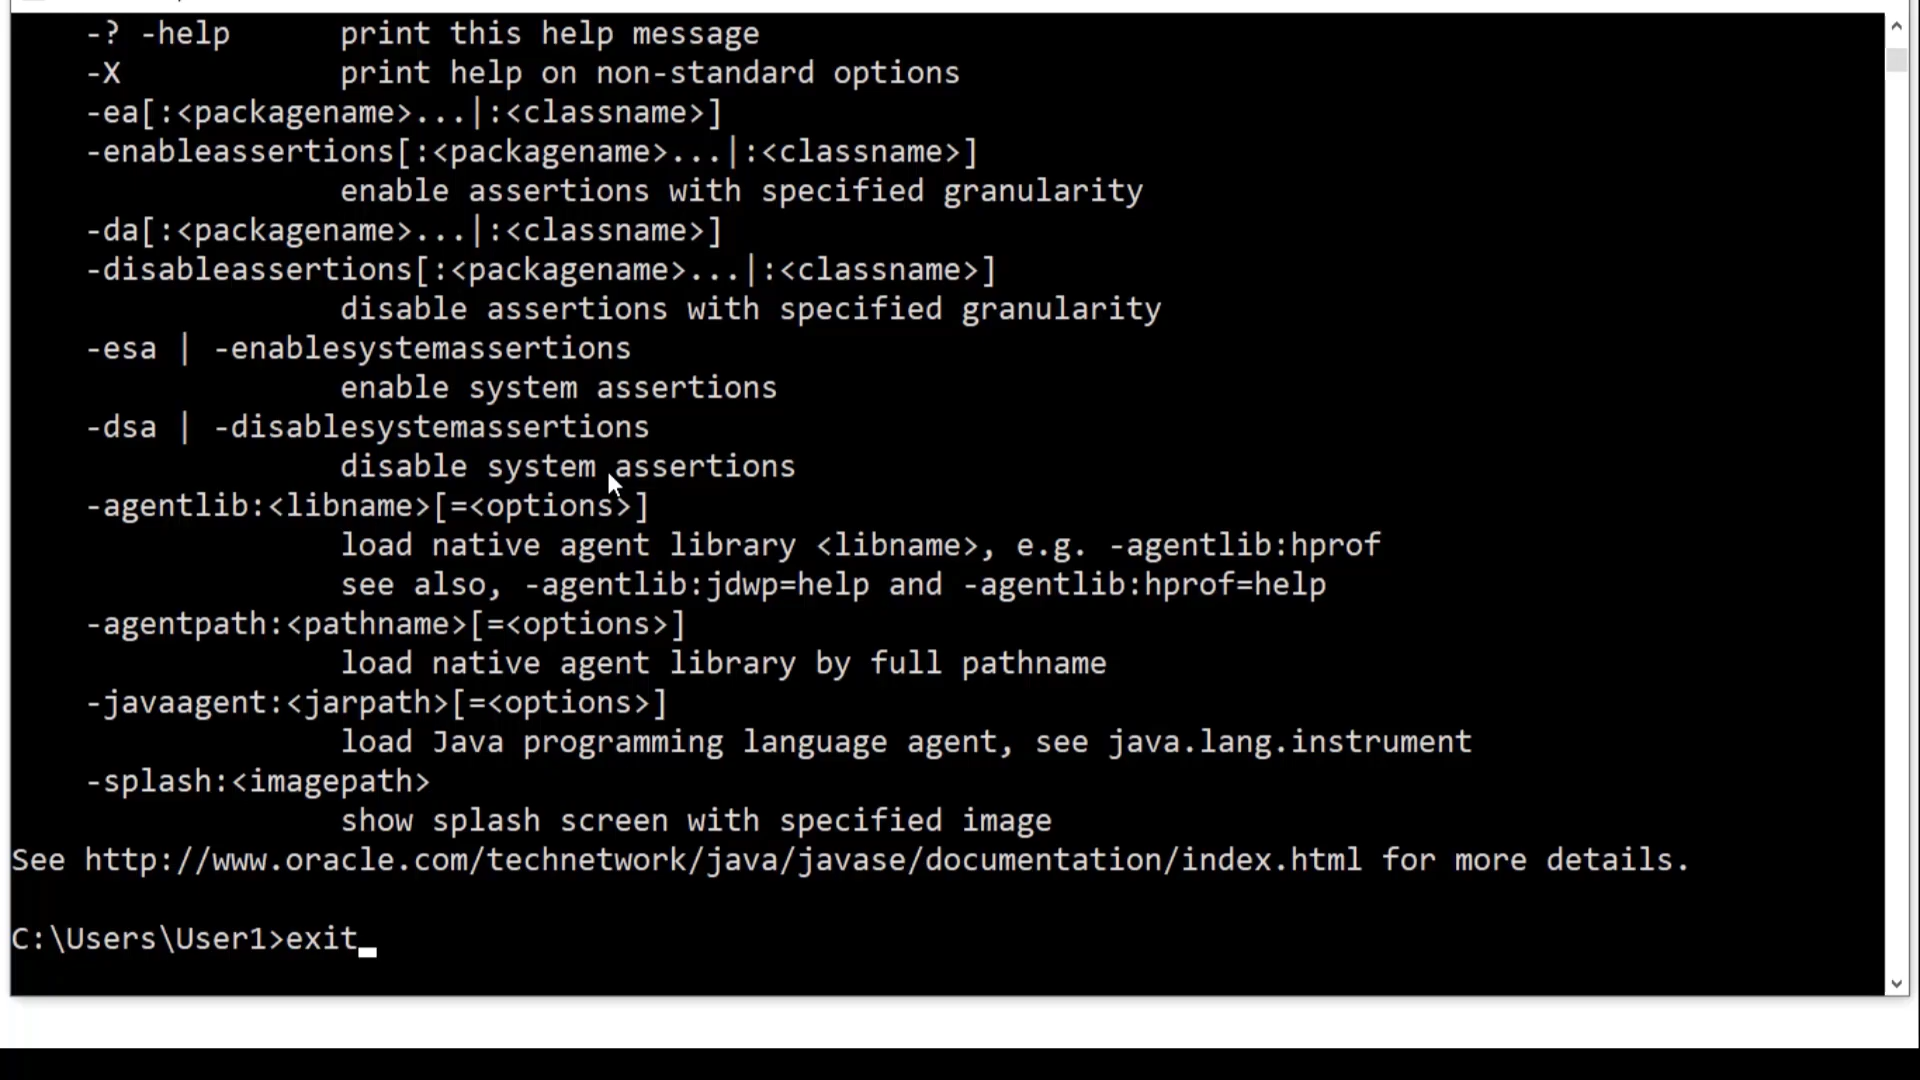 -? -help      print this help message
-X            print help on non-standard options
-ea[:<packagename>...|:<classname>]
-enableassertions[:<packagename>...|:<classname>]
enable assertions with specified granularity
-da[:<packagename>...|:<classname>]
-disableassertions[:<packagename>...|:<classname>]
disable assertions with specified granularity
-esa | -enablesystemassertions
enable system assertions
-dsa | -disablesystemassertions
disable system assertions
-agentlib:<libname>[=<options>]
load native agent library <libname>, e.g. -agentlib:hprof
see also, -agentlib:jdwp=help and -agentlib:hprof=help
-agentpath:<pathname>[=<options>]
load native agent library by full pathname
-javaagent:<jarpath>[=<options>]
load Java programming language agent, see java.lang.instrument
-splash:<imagepath>
show splash screen with specified image
See http://www.oracle.com/technetwork/java/javase/documentation/index.html for more details.
C:\Users\User1>exit